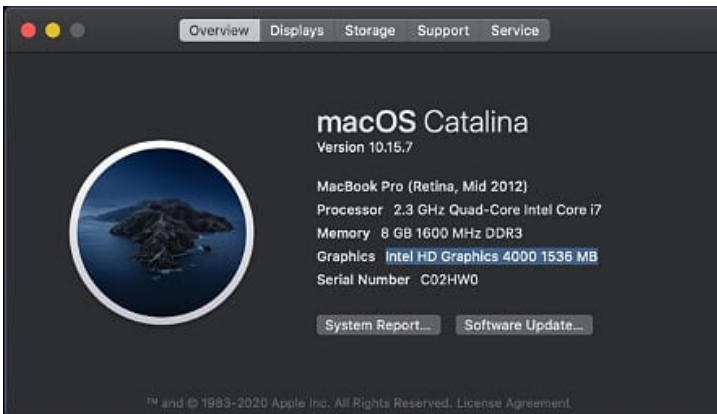 Overview Displays Storage Support Service
macOS Catalina
Version 10.15.7
MacBook Pro (Retina, Mid 2012)
Processor 2.3 GHz Quad-Core Intel Core i7
Memory 8 GB 1600 MHz DDR3
Graphics Intel HD Graphics 4000 1536 MB
Serial Number C02HW0
System Report... Software Update...
™ and © 1983-2020 Apple Inc. All Rights Reserved. License Agreement